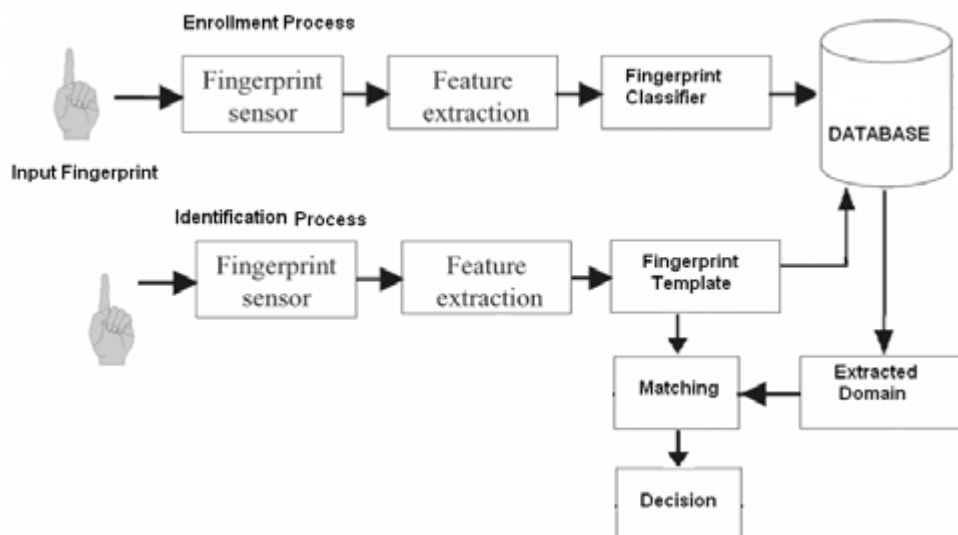 Enrollment Process
Fingerprint
sensor
Feature
extraction
Fingerprint
Classifier
DATABASE
Input Fingerprint
Identification Process
Fingerprint
sensor
Feature
extraction
Fingerprint
Template
Matching
Extracted
Domain
Decision